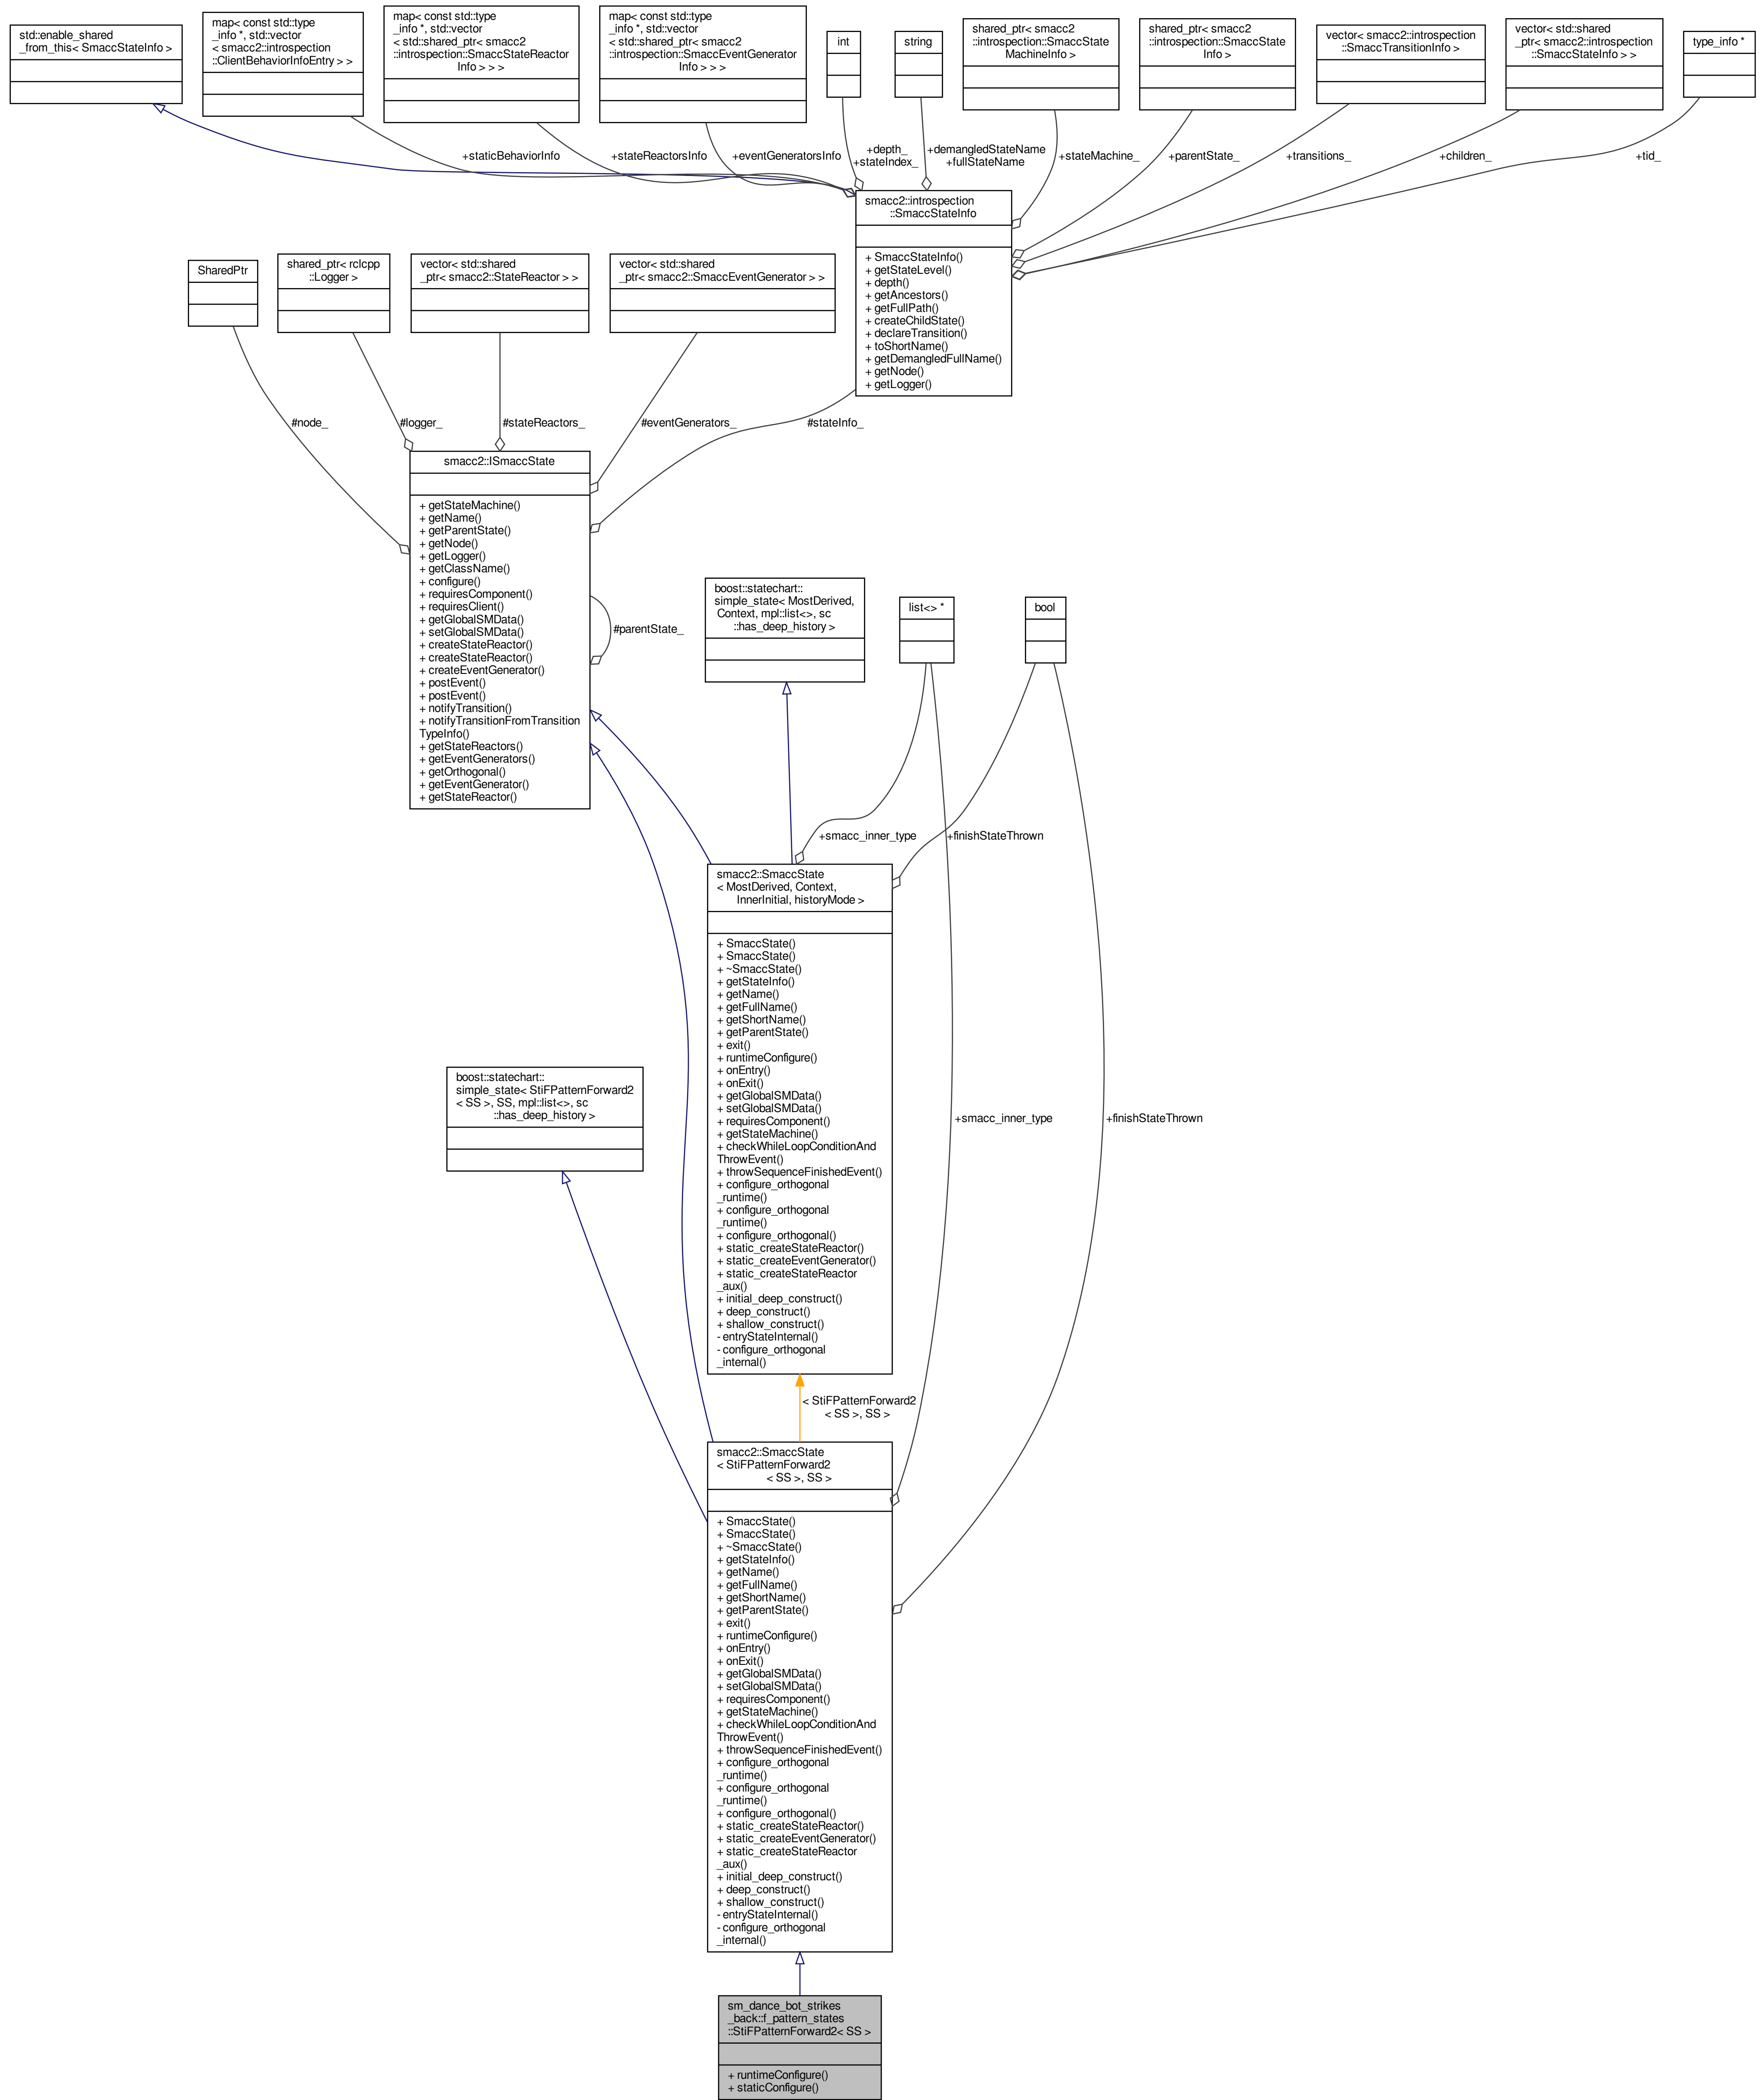 std::enable_shared
_from_this< SmaccStateInfo >
map< const std::type
_info *, std::vector
< smacc2::introspection
::ClientBehaviorInfoEntry > >
map< const std::type
_info *, std::vector
< std::shared_ptr< smacc2
::introspection::SmaccStateReactor
Info > > >
map< const std::type
_info *, std::vector
< std::shared_ptr< smacc2
::introspection::SmaccEventGenerator
Info > > >
int
string
shared_ptr< smacc2
::introspection::SmaccState
MachineInfo >
shared_ptr< smacc2
::introspection::SmaccState
Info >
vector< smacc2::introspection
::SmaccTransitionInfo >
vector< std::shared
_ptr< smacc2::introspection
::SmaccStateInfo > >
type_info *
+staticBehaviorInfo
+stateReactorsInfo
+eventGeneratorsInfo
+depth_
+stateIndex_
+demangledStateName
+fullStateName
+stateMachine_
+parentState_
+transitions_
+children_
+tid_
smacc2::introspection
::SmaccStateInfo
+ SmaccStateInfo()
+ getStateLevel()
+ depth()
+ getAncestors()
+ getFullPath()
+ createChildState()
+ declareTransition()
+ toShortName()
+ getDemangledFullName()
+ getNode()
+ getLogger()
SharedPtr
shared_ptr< rclcpp
::Logger >
vector< std::shared
_ptr< smacc2::StateReactor > >
vector< std::shared
_ptr< smacc2::SmaccEventGenerator > >
#node_
#logger_
#stateReactors_
#eventGenerators_
#stateInfo_
smacc2::ISmaccState
+ getStateMachine()
+ getName()
+ getParentState()
+ getNode()
+ getLogger()
+ getClassName()
+ configure()
+ requiresComponent()
+ requiresClient()
+ getGlobalSMData()
+ setGlobalSMData()
+ createStateReactor()
+ createStateReactor()
+ createEventGenerator()
+ postEvent()
+ postEvent()
+ notifyTransition()
+ notifyTransitionFromTransition
TypeInfo()
+ getStateReactors()
+ getEventGenerators()
+ getOrthogonal()
+ getEventGenerator()
+ getStateReactor()
#parentState_
boost::statechart::
simple_state< MostDerived,
Context, mpl::list<>, sc
::has_deep_history >
list<> *
bool
+smacc_inner_type
+finishStateThrown
smacc2::SmaccState
< MostDerived, Context,
InnerInitial, historyMode >
+ SmaccState()
+ SmaccState()
+ ~SmaccState()
+ getStateInfo()
+ getName()
+ getFullName()
+ getShortName()
+ getParentState()
+ exit()
+ runtimeConfigure()
+ onEntry()
+ onExit()
+ getGlobalSMData()
+ setGlobalSMData()
+ requiresComponent()
+ getStateMachine()
+ checkWhileLoopConditionAnd
ThrowEvent()
+ throwSequenceFinishedEvent()
+ configure_orthogonal
_runtime()
+ configure_orthogonal
_runtime()
+ configure_orthogonal()
+ static_createStateReactor()
+ static_createEventGenerator()
+ static_createStateReactor
_aux()
+ initial_deep_construct()
+ deep_construct()
+ shallow_construct()
- entryStateInternal()
- configure_orthogonal
_internal()
boost::statechart::
simple_state< StiFPatternForward2
< SS >, SS, mpl::list<>, sc
::has_deep_history >
+smacc_inner_type
+finishStateThrown
< StiFPatternForward2
< SS >, SS >
smacc2::SmaccState
< StiFPatternForward2
< SS >, SS >
+ SmaccState()
+ SmaccState()
+ ~SmaccState()
+ getStateInfo()
+ getName()
+ getFullName()
+ getShortName()
+ getParentState()
+ exit()
+ runtimeConfigure()
+ onEntry()
+ onExit()
+ getGlobalSMData()
+ setGlobalSMData()
+ requiresComponent()
+ getStateMachine()
+ checkWhileLoopConditionAnd
ThrowEvent()
+ throwSequenceFinishedEvent()
+ configure_orthogonal
_runtime()
+ configure_orthogonal
_runtime()
+ configure_orthogonal()
+ static_createStateReactor()
+ static_createEventGenerator()
+ static_createStateReactor
_aux()
+ initial_deep_construct()
+ deep_construct()
+ shallow_construct()
- entryStateInternal()
- configure_orthogonal
_internal()
sm_dance_bot_strikes
_back::f_pattern_states
::StiFPatternForward2< SS >
+ runtimeConfigure()
+ staticConfigure()